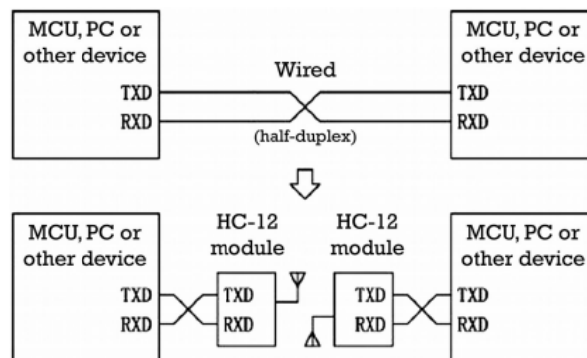 MCU, PC or
other device
TXD
RXD
Wired
(half-duplex)
MCU, PC or
other device
TXD
RXD
MCU, PC or
other device
TXD
RXD
HC-12
module
TXD
RXD
HC-12
module
TXD
RXD
MCU, PC or
other device
TXD
RXD